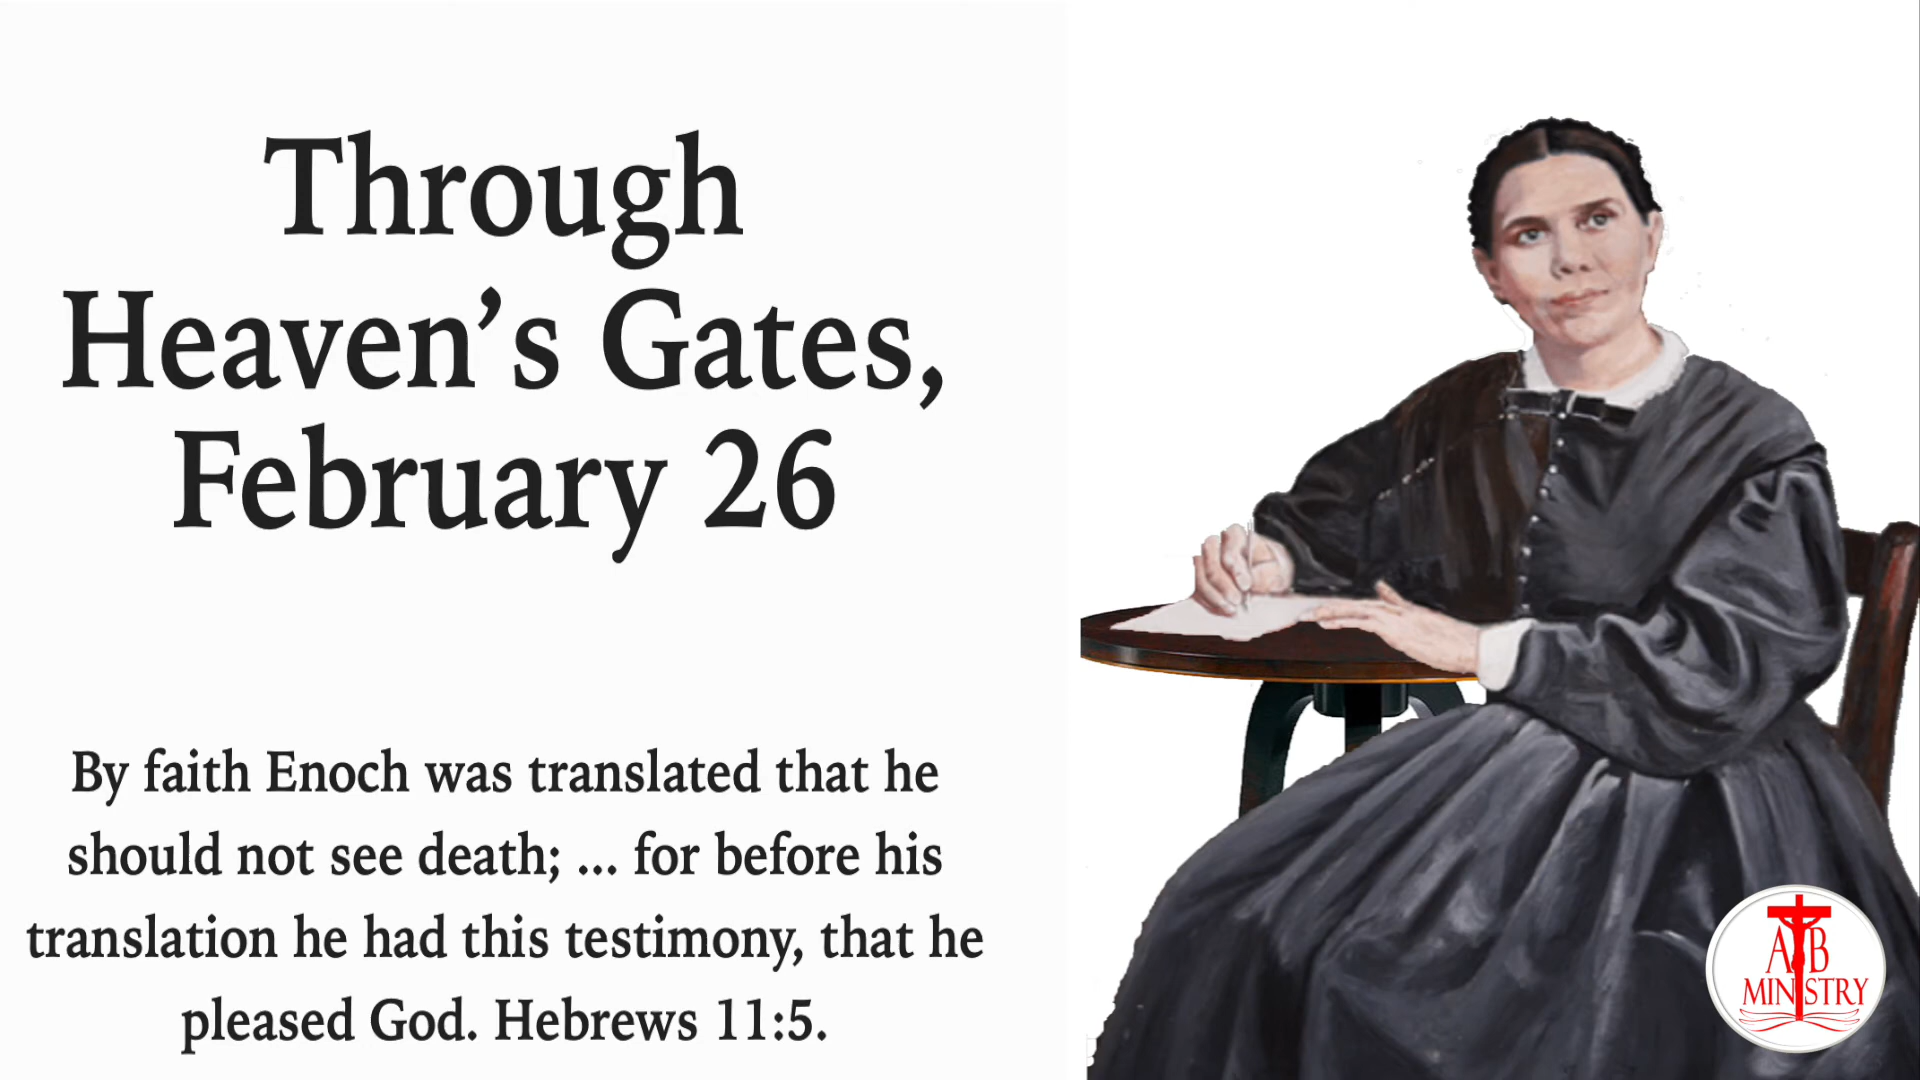 Through
Heaven’s Gates,
February 26
By faith Enoch was translated that he
should not see death; ... for before his
translation he had this testimony, that he
pleased God. Hebrews 11:5.
ATB
MINISTRY